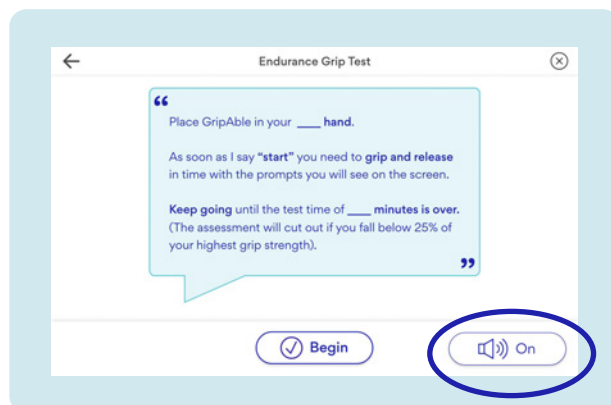 Endurance Grip Test
“
Place GripAble in your ____ hand.
As soon as I say “start” you need to grip and release
in time with the prompts you will see on the screen.
Keep going until the test time of ____ minutes is over.
(The assessment will cut out if you fall below 25% of
your highest grip strength).
”
Begin
On